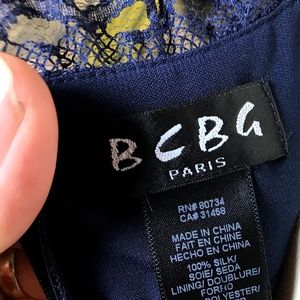 BCBG
PARIS
RN# 80734
CA# 31458
MADE IN CHINA
FAIT EN CHINE
HECHO EN CHINA
100% SILK/
SOIE/ SEDA
LINING/ DOUBLURE/
FORRO
POLYESTER/